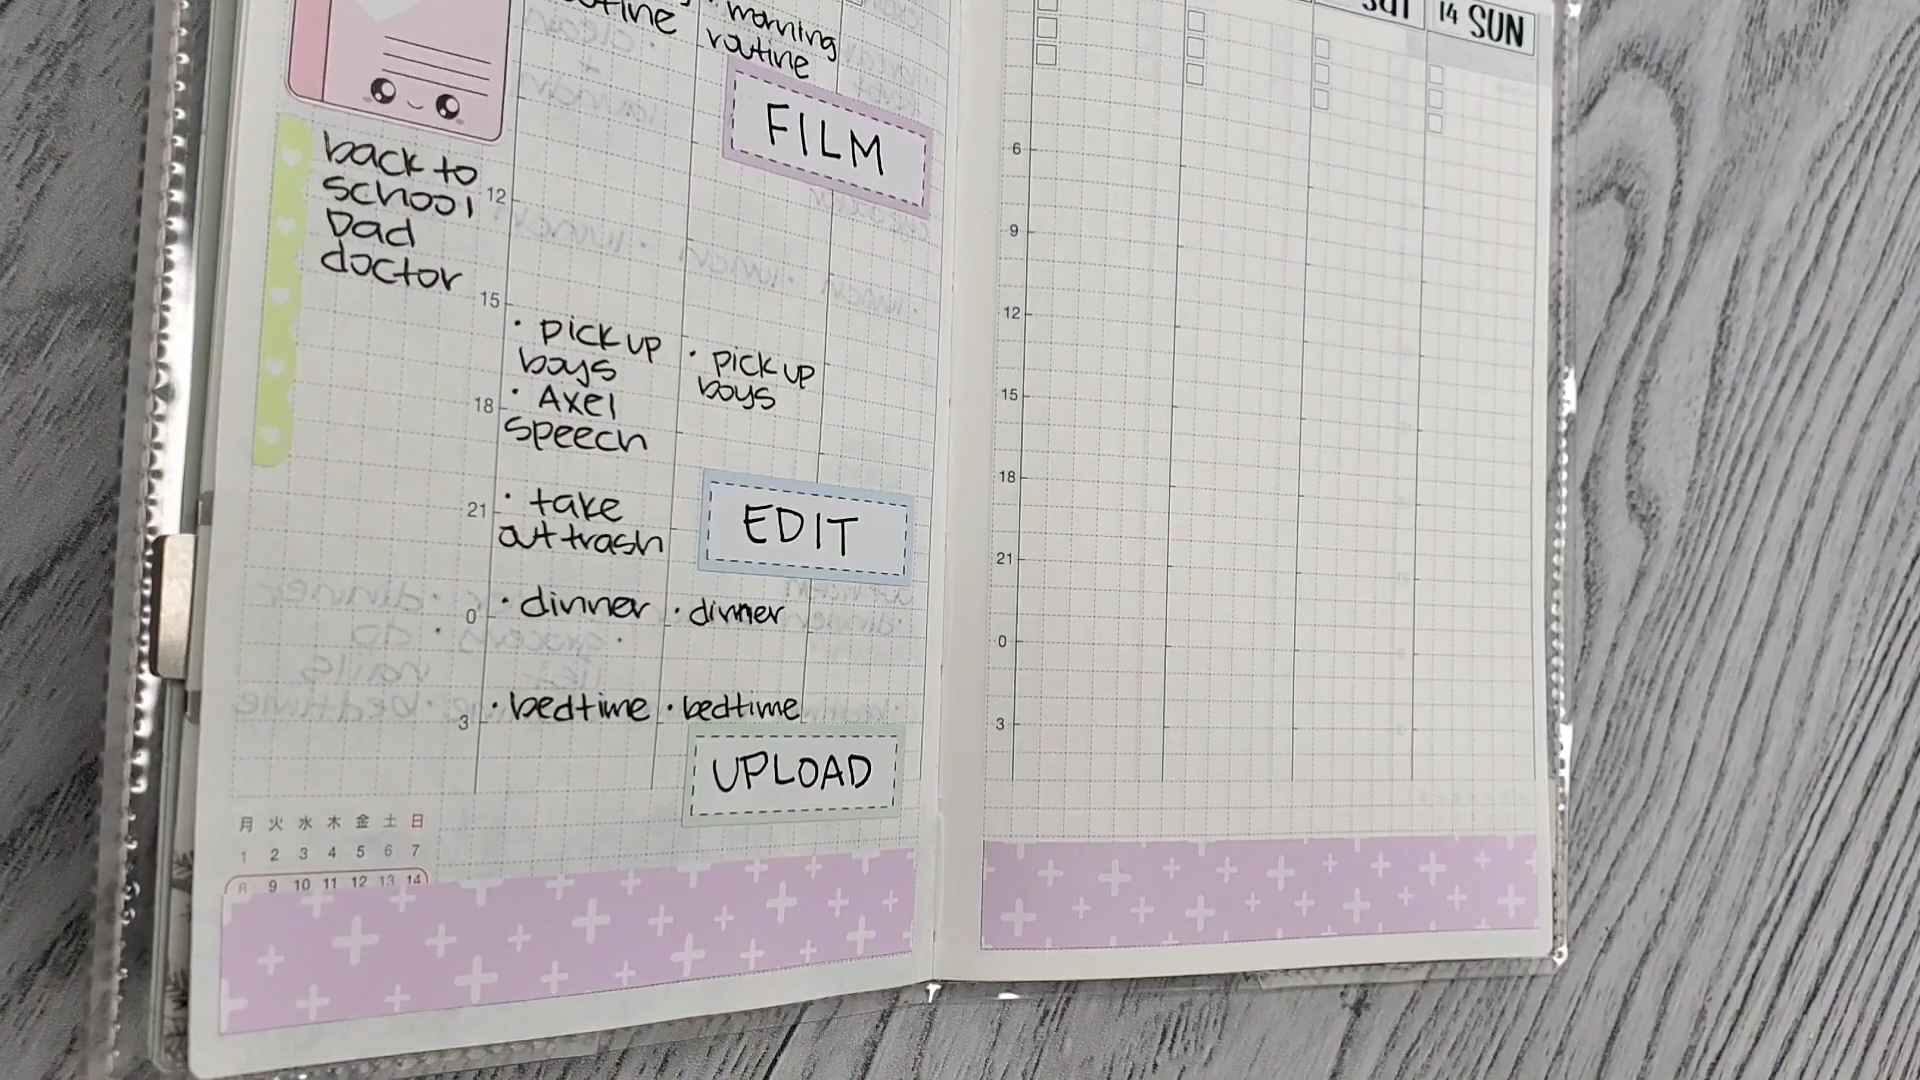 morning
routine
FILM
back to
school
Dad
doctor
12
15
18
21
0
3
• pick up
boys
• Axel
speech
• take
out trash
• dinner
• bedtime
• pick up
boys
EDIT
• dinner
• bedtime
UPLOAD
月 火 水 木 金 土 日
1 2 3 4 5 6 7
8 9 10 11 12 13 14
14 SUN
6
9
12
15
18
21
0
3